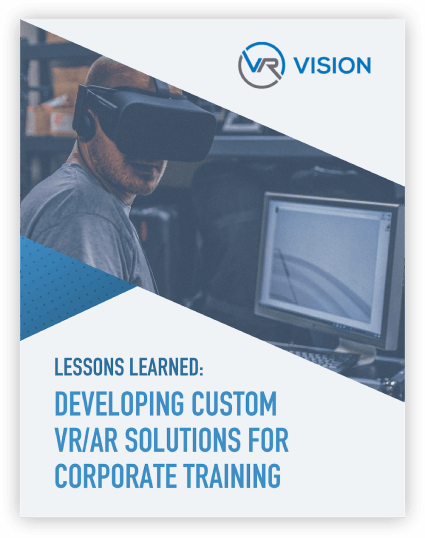 VR VISION
LESSONS LEARNED:
DEVELOPING CUSTOM
VR/AR SOLUTIONS FOR
CORPORATE TRAINING